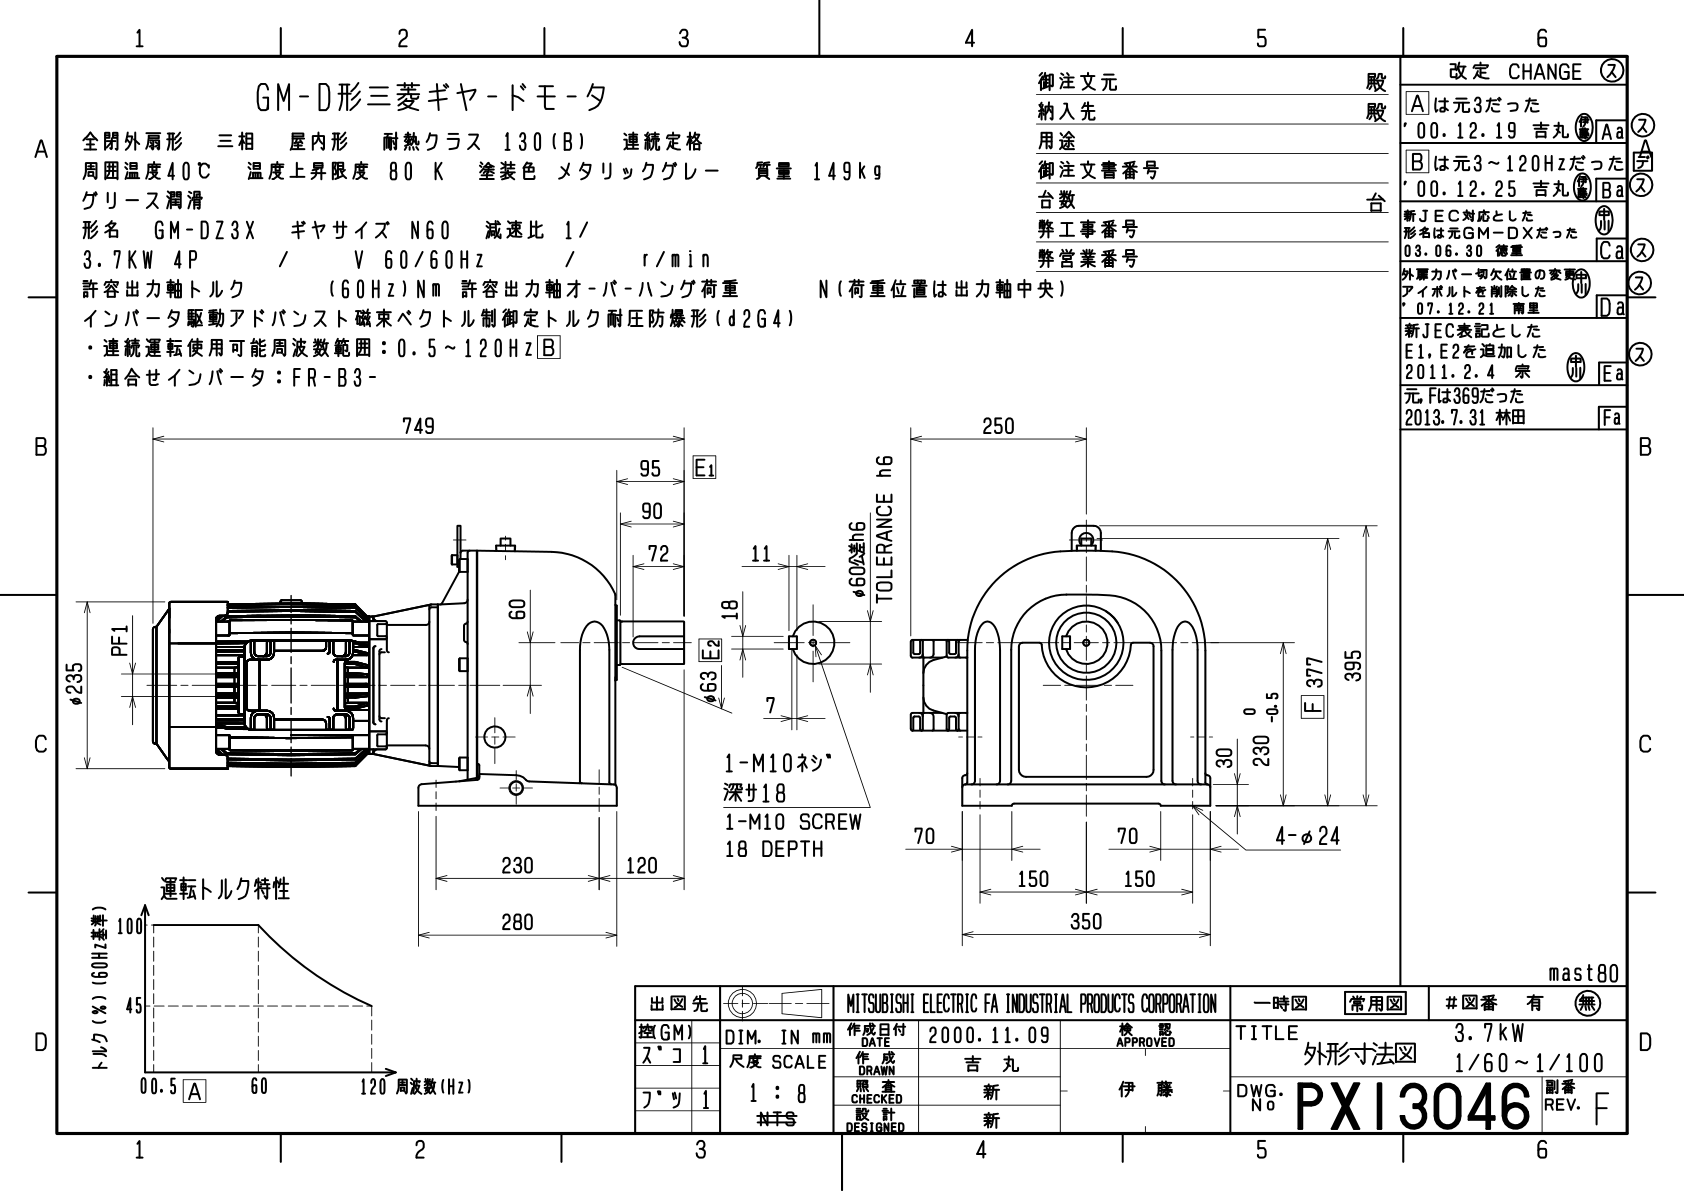 1 2 3 4 5 6
GM-D形三菱ギヤードモータ
全閉外扇形 三相 屋内形 耐熱クラス 130(B) 連続定格
周囲温度40℃ 温度上昇限度 80 K 塗装色 メタリックグレー 質量 149kg
グリース潤滑
形名 GM-DZ3X ギヤサイズ N60 減速比 1/
3.7KW 4P / V 60/60Hz / r/min
許容出力軸トルク (60Hz)Nm 許容出力軸オーバーハング荷重 N(荷重位置は出力軸中央)
インバータ駆動アドバンスト磁束ベクトル制御定トルク耐圧防爆形(d2G4)
・連続運転使用可能周波数範囲：0.5～120Hz B
・組合せインバータ：FR-B3-
御注文元 殿
納入先 殿
用途
御注文書番号
台数 台
弊工事番号
弊営業番号
改定 CHANGE ス
A は元3だった
'00.12.19 吉丸 伊藤 Aa ス
B は元3～120Hzだった テ
'00.12.25 吉丸 伊藤 Ba ス
新JEC対応とした
形名は元GM-DXだった 中川
03.06.30 徳重 Ca ス
外扇カバー切欠位置の変更
アイボルトを削除した 中川 ス
'07.12.21 南里 Da
新JEC表記とした
E1,E2を追加した ス
2011.2.4 宗 中川 Ea
元,Fは369だった
2013.7.31 林田 Fa
A A
B B
C C
D D
749
95 E1
90
72
60
φ235
PF1
φ63 E2
230 120
280
11
18
7
φ60公差h6
TOLERANCE h6
1-M10ネジ
深サ18
1-M10 SCREW
18 DEPTH
250
395
F 377
230 0 -0.5
30
70 70
4-φ24
150 150
350
運転トルク特性
トルク(%)(60Hz基準)
100
45
0 0.5 A 60 120 周波数(Hz)
mast80
出図先
控(GM)
ズコ 1
ブツ 1
DIM. IN mm
尺度 SCALE
1 : 8
NTS
MITSUBISHI ELECTRIC FA INDUSTRIAL PRODUCTS CORPORATION
作成日付 DATE 2000.11.09
作成 DRAWN 吉丸
照査 CHECKED 新
設計 DESIGNED 新
検認 APPROVED
伊藤
一時図 常用図 #図番 有 無
TITLE 3.7kW
外形寸法図 1/60～1/100
DWG. No PX13046 副番 REV. F
1 2 3 4 5 6